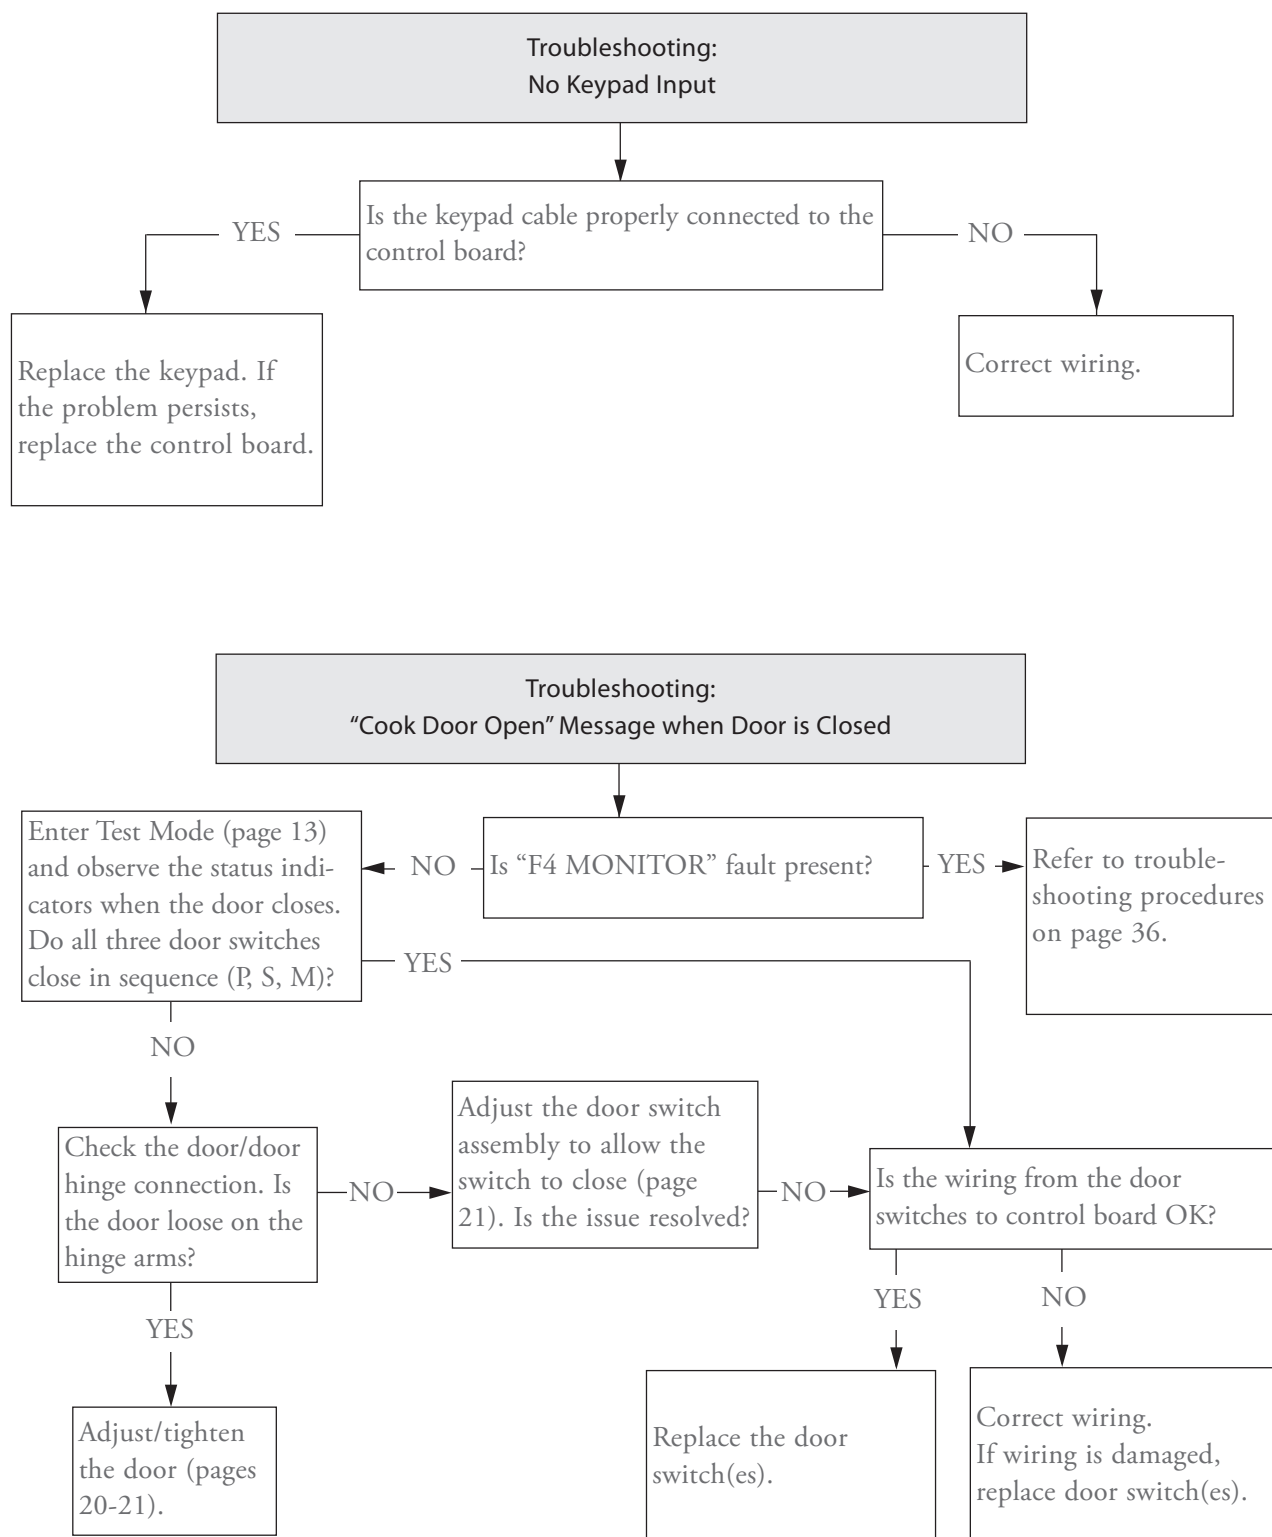 Troubleshooting:
No Keypad Input
Is the keypad cable properly connected to the
control board?
YES
NO
Replace the keypad. If
the problem persists,
replace the control board.
Correct wiring.
Troubleshooting:
“Cook Door Open” Message when Door is Closed
Enter Test Mode (page 13)
and observe the status indi-
cators when the door closes.
Do all three door switches
close in sequence (P, S, M)?
NO
Is “F4 MONITOR” fault present?
YES
Refer to trouble-
shooting procedures
on page 36.
YES
NO
Check the door/door
hinge connection. Is
the door loose on the
hinge arms?
NO
Adjust the door switch
assembly to allow the
switch to close (page
21). Is the issue resolved?
NO
Is the wiring from the door
switches to control board OK?
YES
YES
NO
Adjust/tighten
the door (pages
20-21).
Replace the door
switch(es).
Correct wiring.
If wiring is damaged,
replace door switch(es).